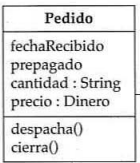 Pedido
fechaRecibido
prepagado
cantidad : String
precio : Dinero
despacha()
cierra()